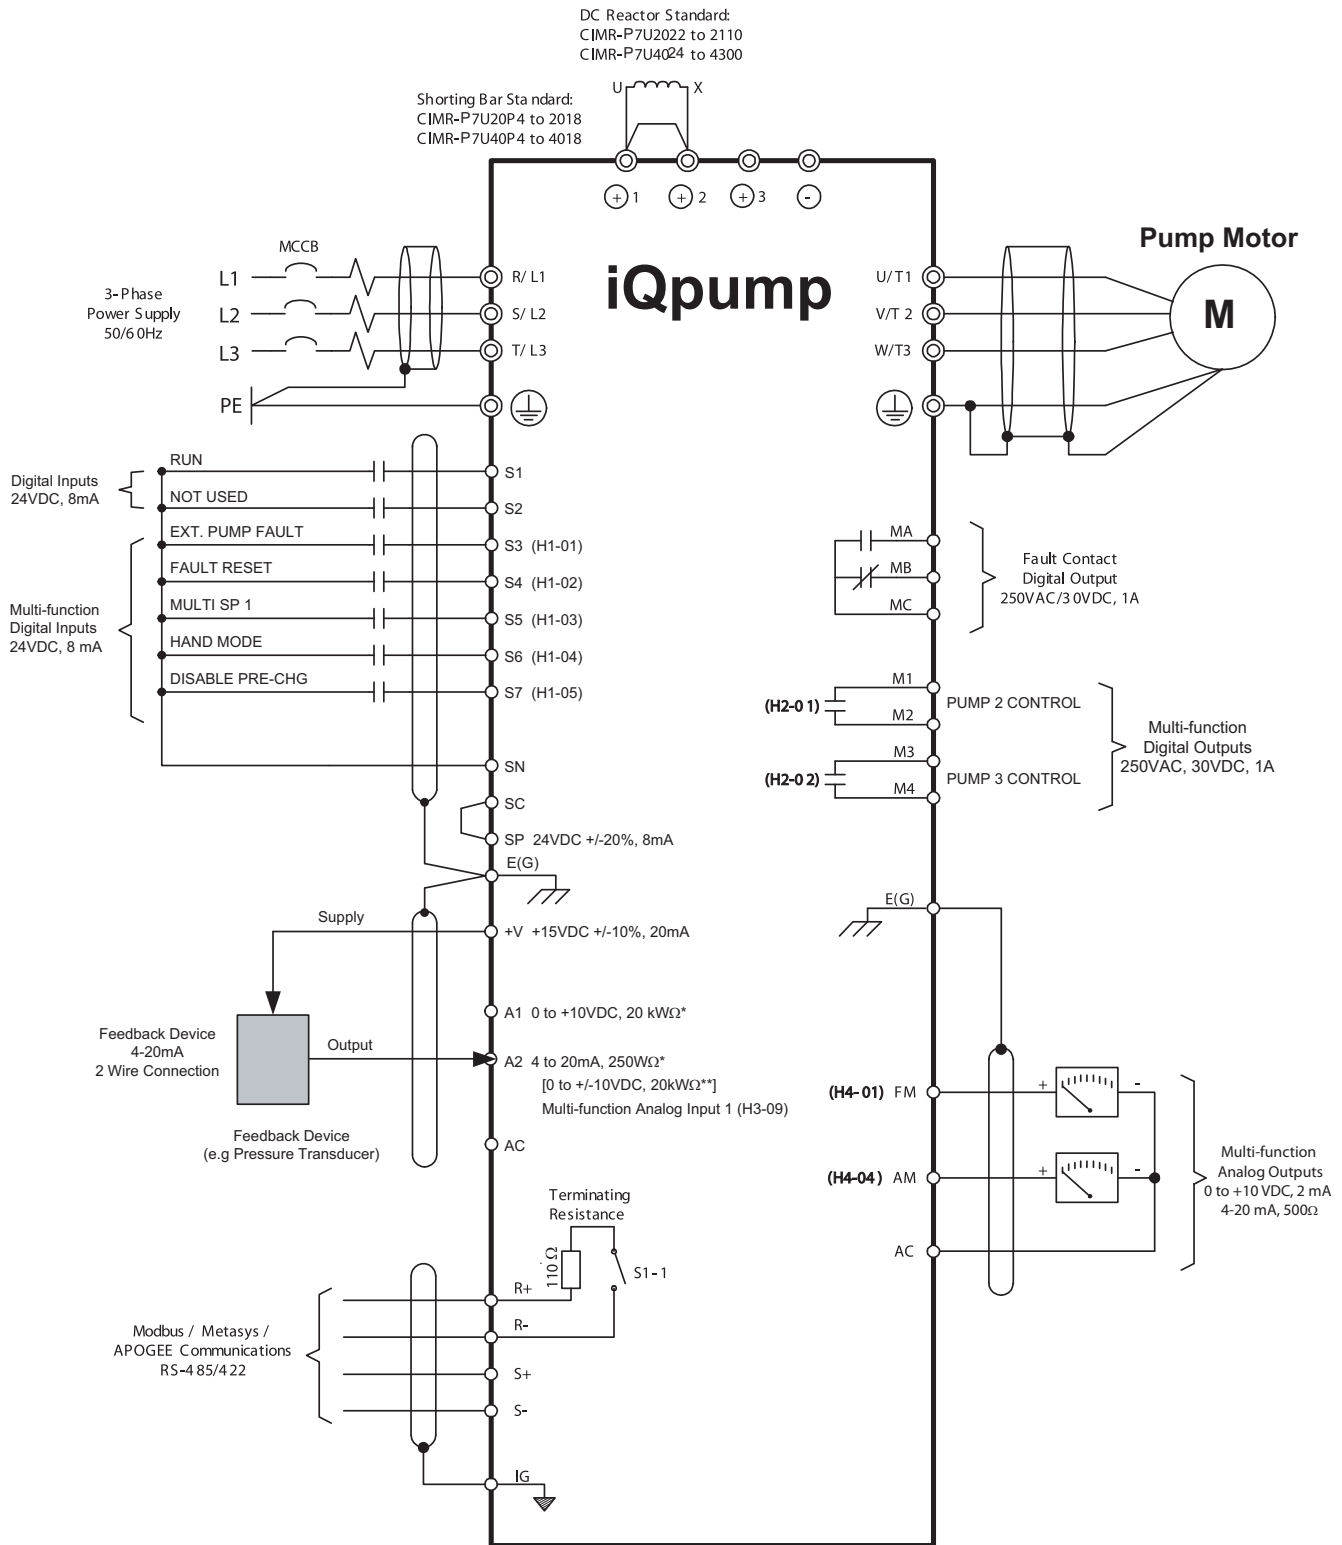 DC Reactor Standard:
CIMR-P7U2022 to 2110
CIMR-P7U4024 to 4300
U X
Shorting Bar Standard:
CIMR-P7U20P4 to 2018
CIMR-P7U40P4 to 4018
+ 1 + 2 + 3 -
iQpump
Pump Motor
M
MCCB
3-Phase
Power Supply
50/60Hz
L1
L2
L3
PE
R/ L1
S/ L2
T/ L3
U/T1
V/T 2
W/T3
Digital Inputs
24VDC, 8mA
RUN
NOT USED
S1
S2
Multi-function
Digital Inputs
24VDC, 8 mA
EXT. PUMP FAULT
FAULT RESET
MULTI SP 1
HAND MODE
DISABLE PRE-CHG
S3 (H1-01)
S4 (H1-02)
S5 (H1-03)
S6 (H1-04)
S7 (H1-05)
SN
SC
SP 24VDC +/-20%, 8mA
E(G)
MA
MB
MC
Fault Contact
Digital Output
250VAC/30VDC, 1A
(H2-01)
M1
M2
PUMP 2 CONTROL
(H2-02)
M3
M4
PUMP 3 CONTROL
Multi-function
Digital Outputs
250VAC, 30VDC, 1A
Supply
+V +15VDC +/-10%, 20mA
A1 0 to +10VDC, 20 kWΩ*
Feedback Device
4-20mA
2 Wire Connection
Output
A2 4 to 20mA, 250WΩ*
[0 to +/-10VDC, 20kWΩ**]
Multi-function Analog Input 1 (H3-09)
Feedback Device
(e.g Pressure Transducer)
AC
E(G)
(H4-01) FM
+ -
(H4-04) AM
+ -
AC
Multi-function
Analog Outputs
0 to +10 VDC, 2 mA
4-20 mA, 500Ω
Terminating
Resistance
110 Ω
S1-1
Modbus / Metasys /
APOGEE Communications
RS-485/422
R+
R-
S+
S-
IG